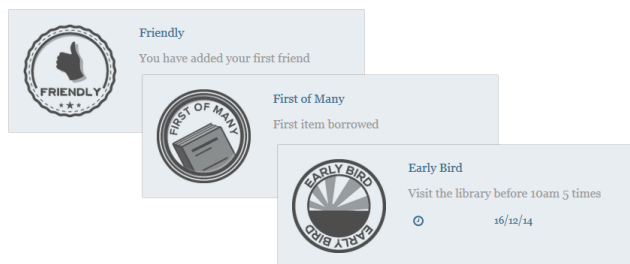 FRIENDLY
Friendly
You have added your first friend
FIRST OF MANY
First of Many
First item borrowed
EARLY BIRD
EARLY BIRD
Early Bird
Visit the library before 10am 5 times
16/12/14